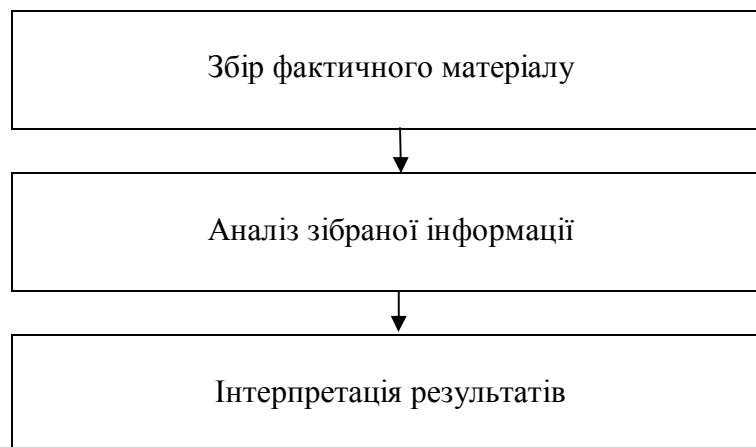 Збір фактичного матеріалу
Аналіз зібраної інформації
Інтерпретація результатів